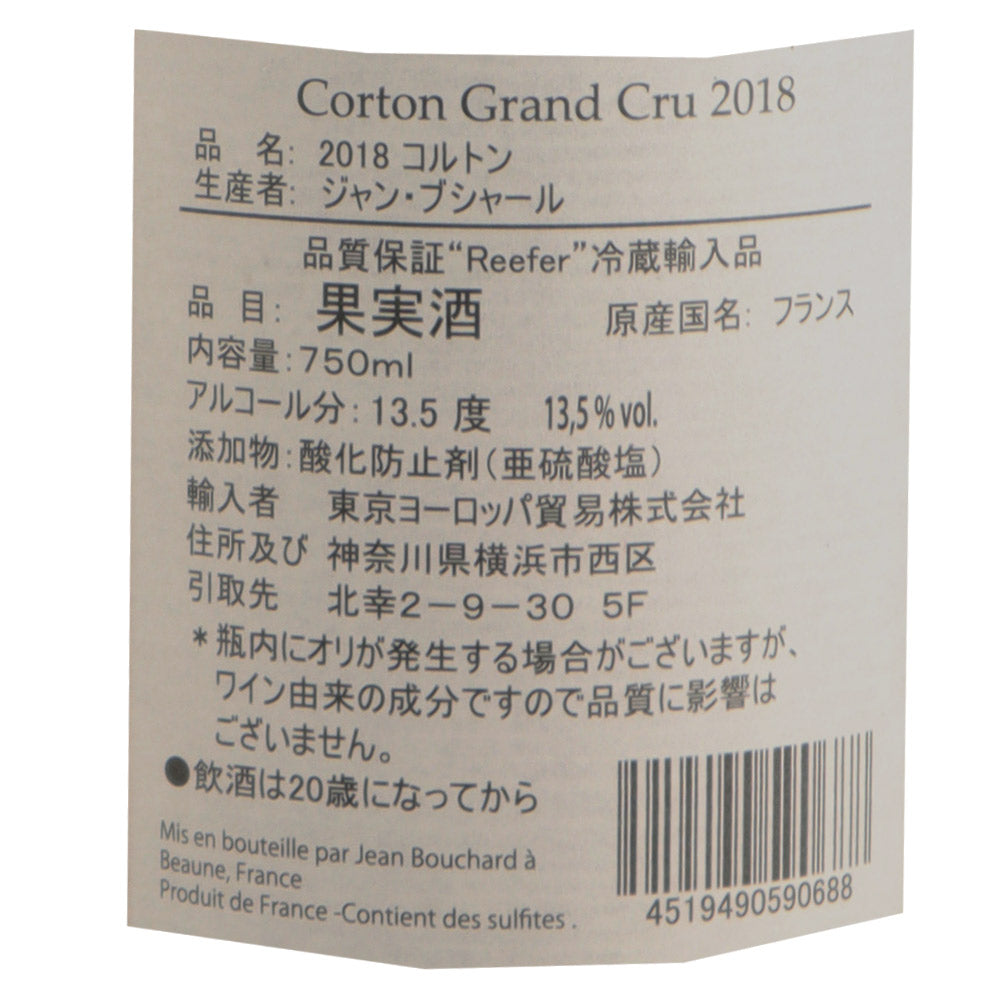 Corton Grand Cru 2018
品 名: 2018 コルトン
生産者: ジャン・ブシャール
品質保証“Reefer”冷蔵輸入品
品 目: 果実酒 原産国名: フランス
内容量:750ml
アルコール分:13.5 度 13,5% vol.
添加物:酸化防止剤(亜硫酸塩)
輸入者 東京ヨーロッパ貿易株式会社
住所及び 神奈川県横浜市西区
引取先 北幸2-9-30 5F
*瓶内にオリが発生する場合がございますが、
ワイン由来の成分ですので品質に影響は
ございません。
●飲酒は20歳になってから
Mis en bouteille par Jean Bouchard à
Beaune, France
Produit de France -Contient des sulfites .
4519490590688